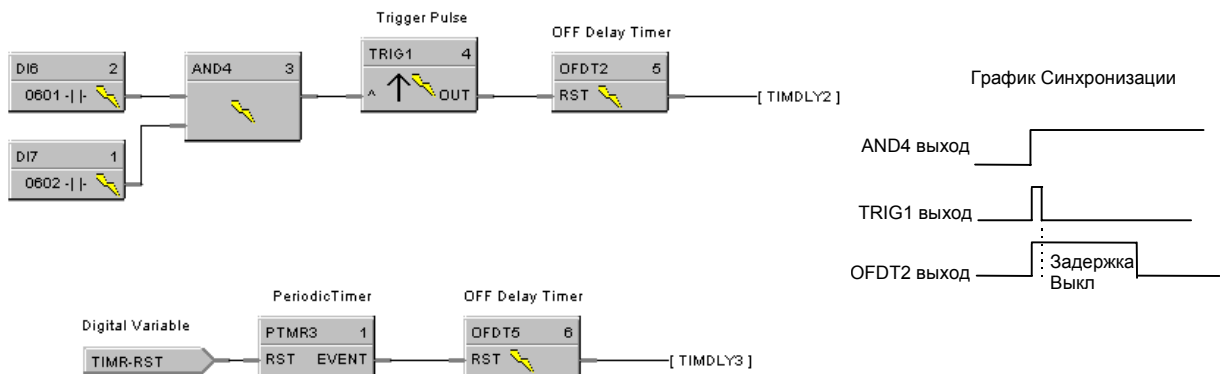 Trigger Pulse
OFF Delay Timer
DI6 2
0601 -| |-
AND4 3
TRIG1 4
^ OUT
OFDT2 5
RST
[ TIMDLY2 ]
DI7 1
0602 -| |-
График Синхронизации
AND4 выход
TRIG1 выход
OFDT2 выход
Задержка
Выкл
PeriodicTimer
OFF Delay Timer
Digital Variable
TIMR-RST
PTMR3 1
RST EVENT
OFDT5 6
RST
[ TIMDLY3 ]